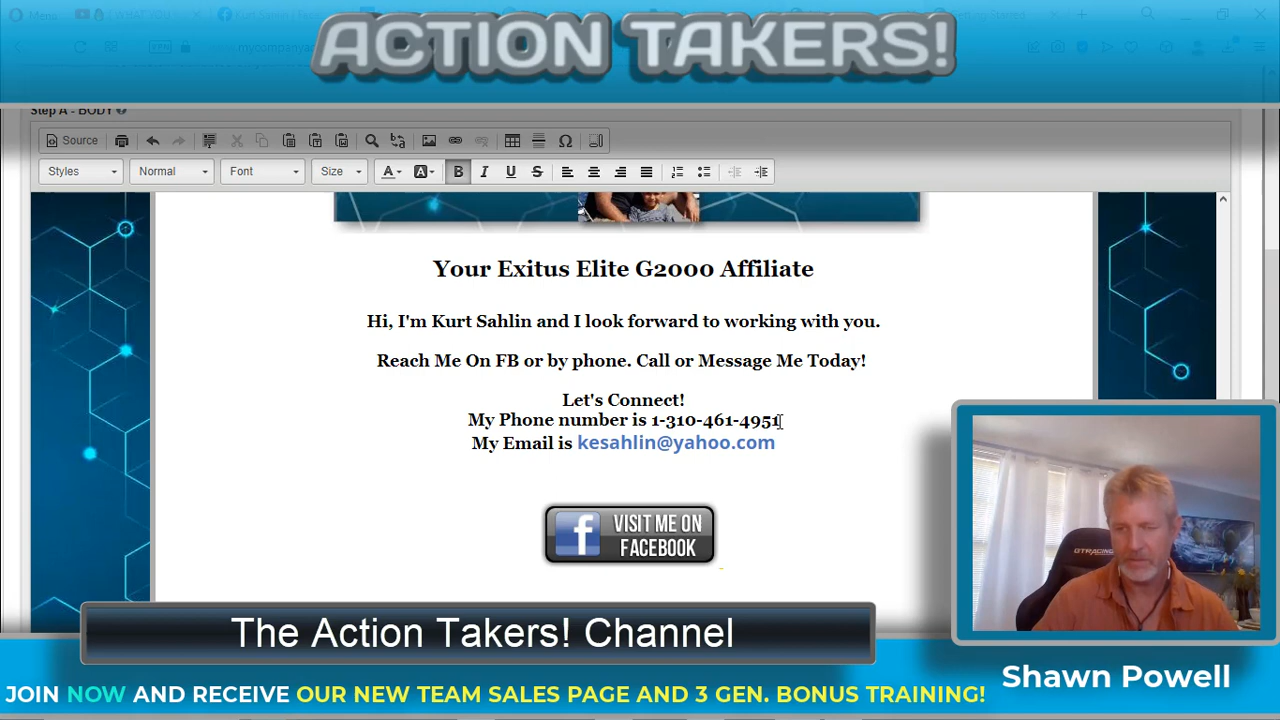 ACTION TAKERS!
Step A - BODY
Source
Styles
Normal
Font
Size
Your Exitus Elite G2000 Affiliate
Hi, I'm Kurt Sahlin and I look forward to working with you.
Reach Me On FB or by phone. Call or Message Me Today!
Let's Connect!
My Phone number is 1-310-461-4951
My Email is kesahlin@yahoo.com
VISIT ME ON
FACEBOOK
GTRACING
The Action Takers! Channel
Shawn Powell
JOIN NOW AND RECEIVE OUR NEW TEAM SALES PAGE AND 3 GEN. BONUS TRAINING!